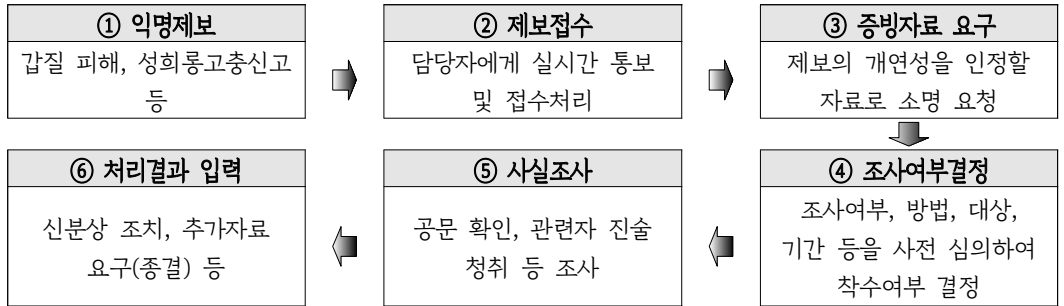 ① 익명제보
갑질 피해, 성희롱고충신고
등
② 제보접수
담당자에게 실시간 통보
및 접수처리
③ 증빙자료 요구
제보의 개연성을 인정할
자료로 소명 요청
④ 조사여부결정
조사여부, 방법, 대상,
기간 등을 사전 심의하여
착수여부 결정
⑤ 사실조사
공문 확인, 관련자 진술
청취 등 조사
⑥ 처리결과 입력
신분상 조치, 추가자료
요구(종결) 등